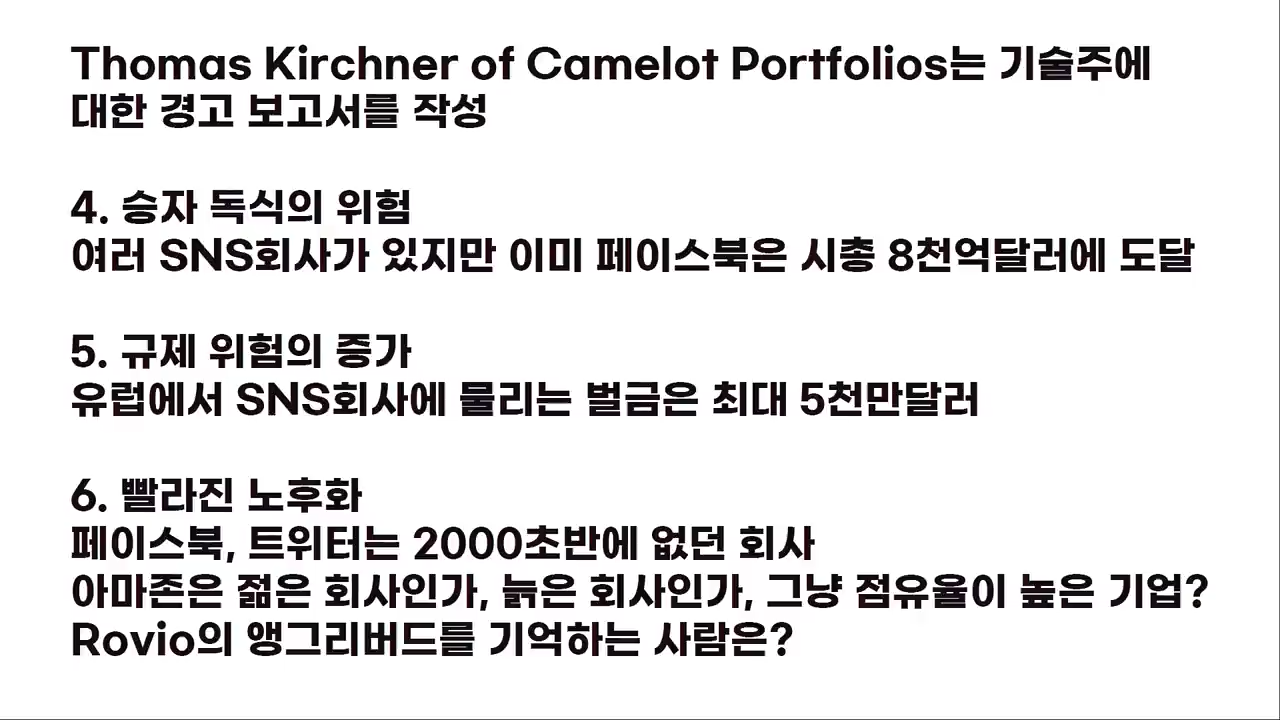 Thomas Kirchner of Camelot Portfolios는 기술주에
대한 경고 보고서를 작성
4. 승자 독식의 위험
여러 SNS회사가 있지만 이미 페이스북은 시총 8천억달러에 도달
5. 규제 위험의 증가
유럽에서 SNS회사에 물리는 벌금은 최대 5천만달러
6. 빨라진 노후화
페이스북, 트위터는 2000초반에 없던 회사
아마존은 젊은 회사인가, 늙은 회사인가, 그냥 점유율이 높은 기업?
Rovio의 앵그리버드를 기억하는 사람은?